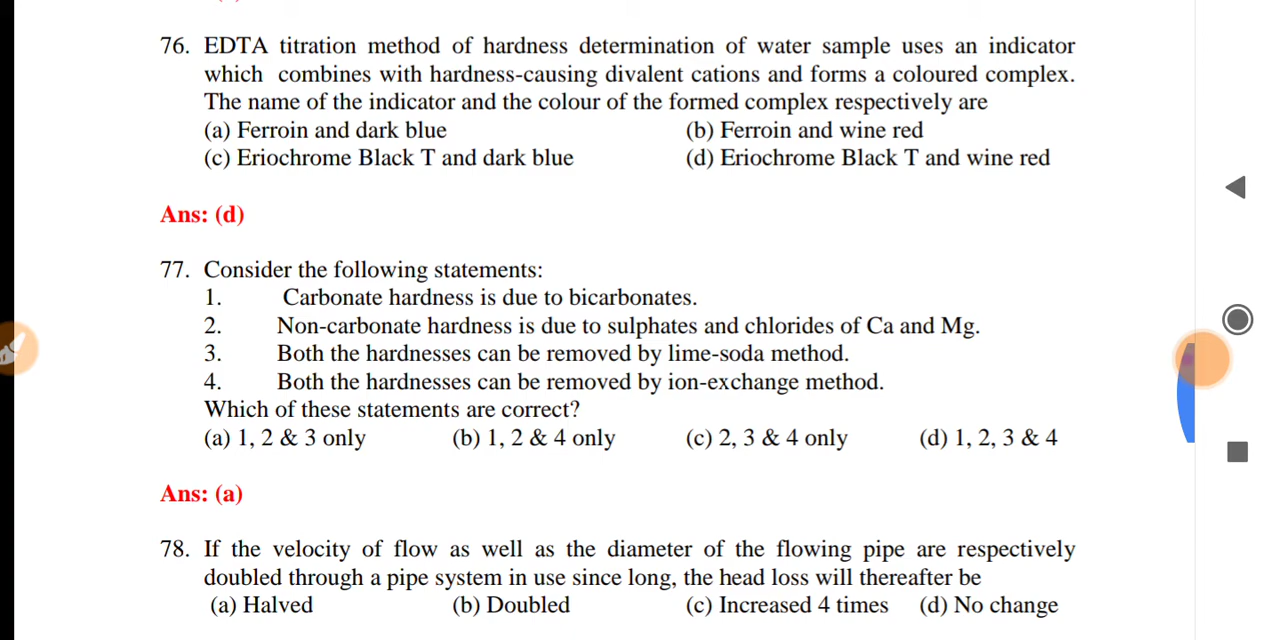 76. EDTA titration method of hardness determination of water sample uses an indicator
which combines with hardness-causing divalent cations and forms a coloured complex.
The name of the indicator and the colour of the formed complex respectively are
(a) Ferroin and dark blue (b) Ferroin and wine red
(c) Eriochrome Black T and dark blue (d) Eriochrome Black T and wine red
Ans: (d)
77. Consider the following statements:
1. Carbonate hardness is due to bicarbonates.
2. Non-carbonate hardness is due to sulphates and chlorides of Ca and Mg.
3. Both the hardnesses can be removed by lime-soda method.
4. Both the hardnesses can be removed by ion-exchange method.
Which of these statements are correct?
(a) 1, 2 & 3 only (b) 1, 2 & 4 only (c) 2, 3 & 4 only (d) 1, 2, 3 & 4
Ans: (a)
78. If the velocity of flow as well as the diameter of the flowing pipe are respectively
doubled through a pipe system in use since long, the head loss will thereafter be
(a) Halved (b) Doubled (c) Increased 4 times (d) No change